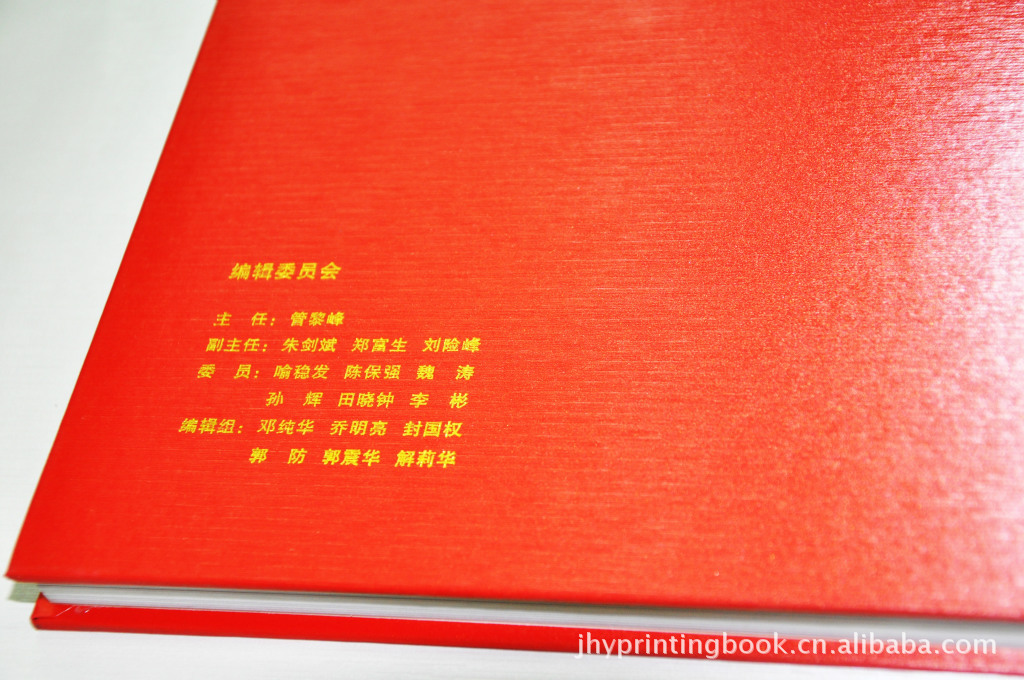 编辑委员会
主　任：管黎峰
副主任：朱剑斌　郑富生　刘险峰
委　员：喻稳发　陈保强　魏　涛
孙　辉　田晓钟　李　彬
编辑组：邓纯华　乔明亮　封国权
郭　防　郭震华　解莉华
jhyprintingbook.cn.alibaba.com